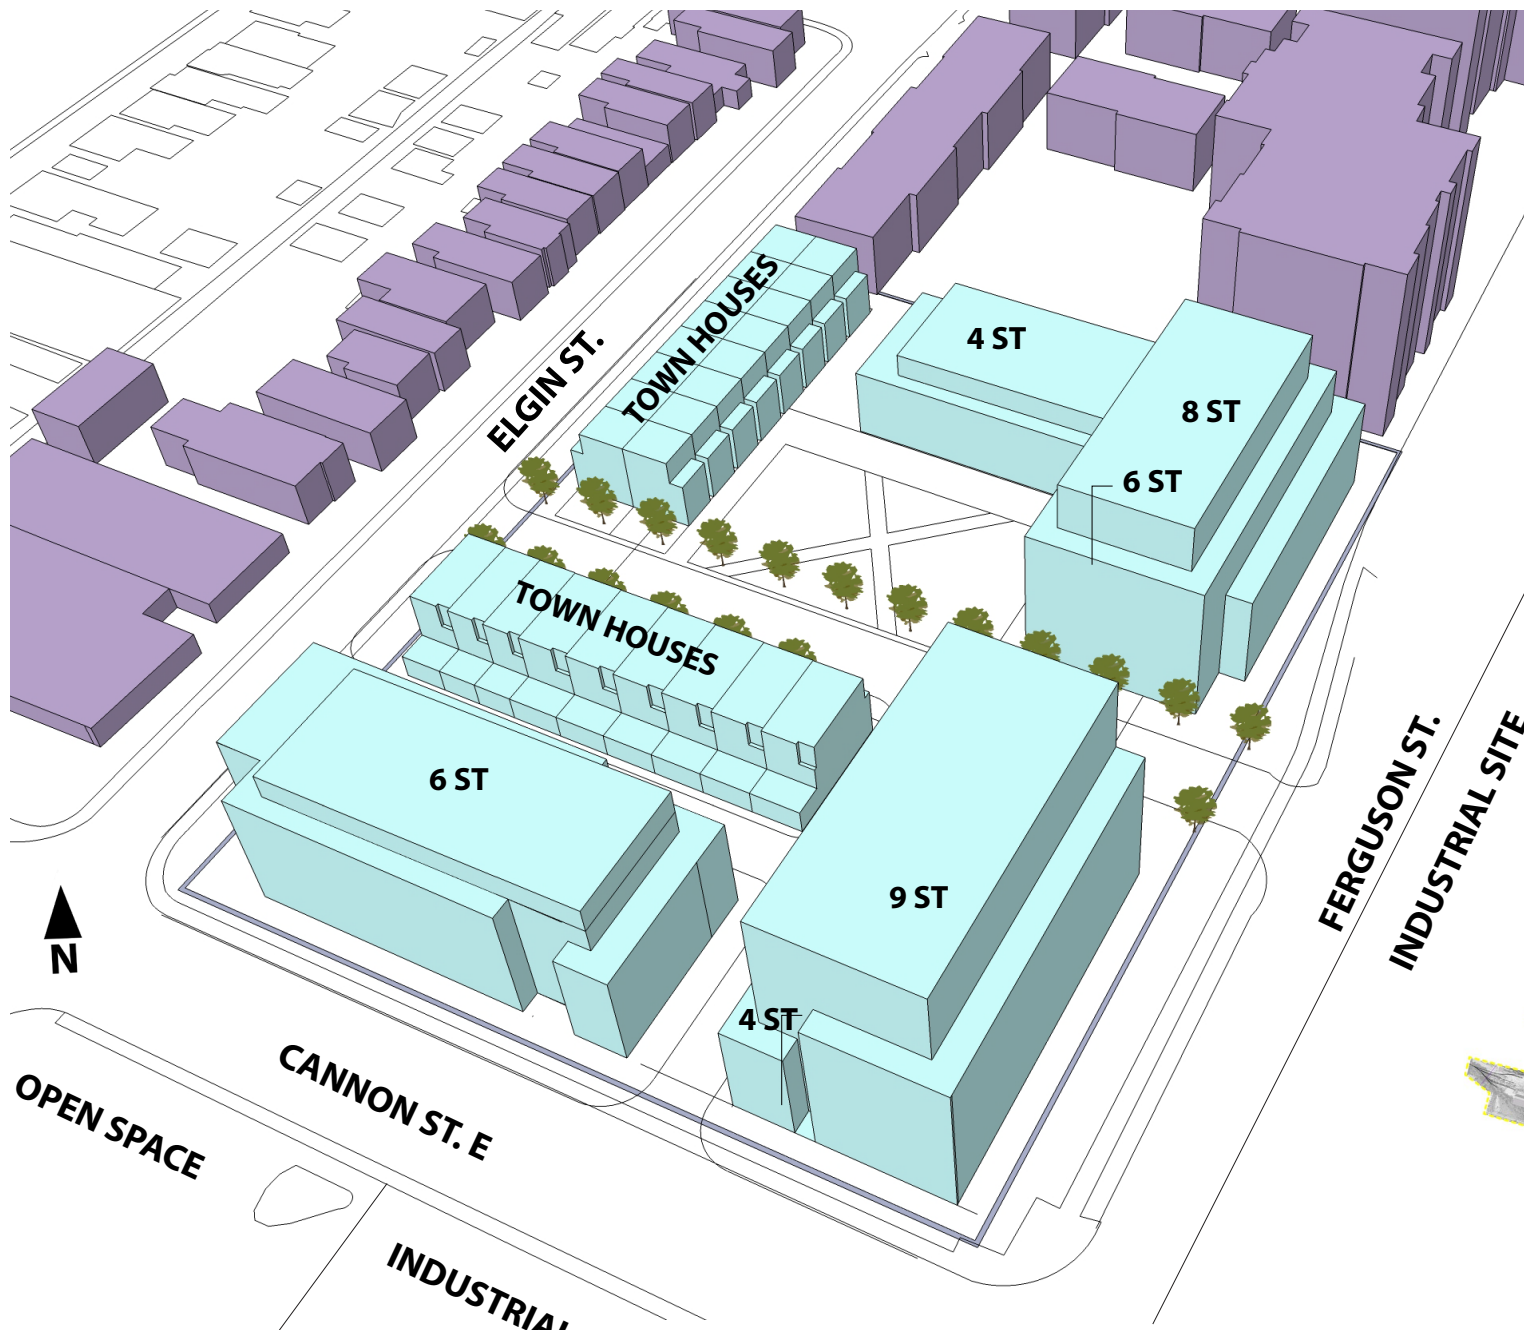 TOWN HOUSES
4 ST
ELGIN ST.
8 ST
6 ST
TOWN HOUSES
6 ST
9 ST
FERGUSON ST.
INDUSTRIAL SITE
N
4 ST
CANNON ST. E
OPEN SPACE
INDUSTRIAL